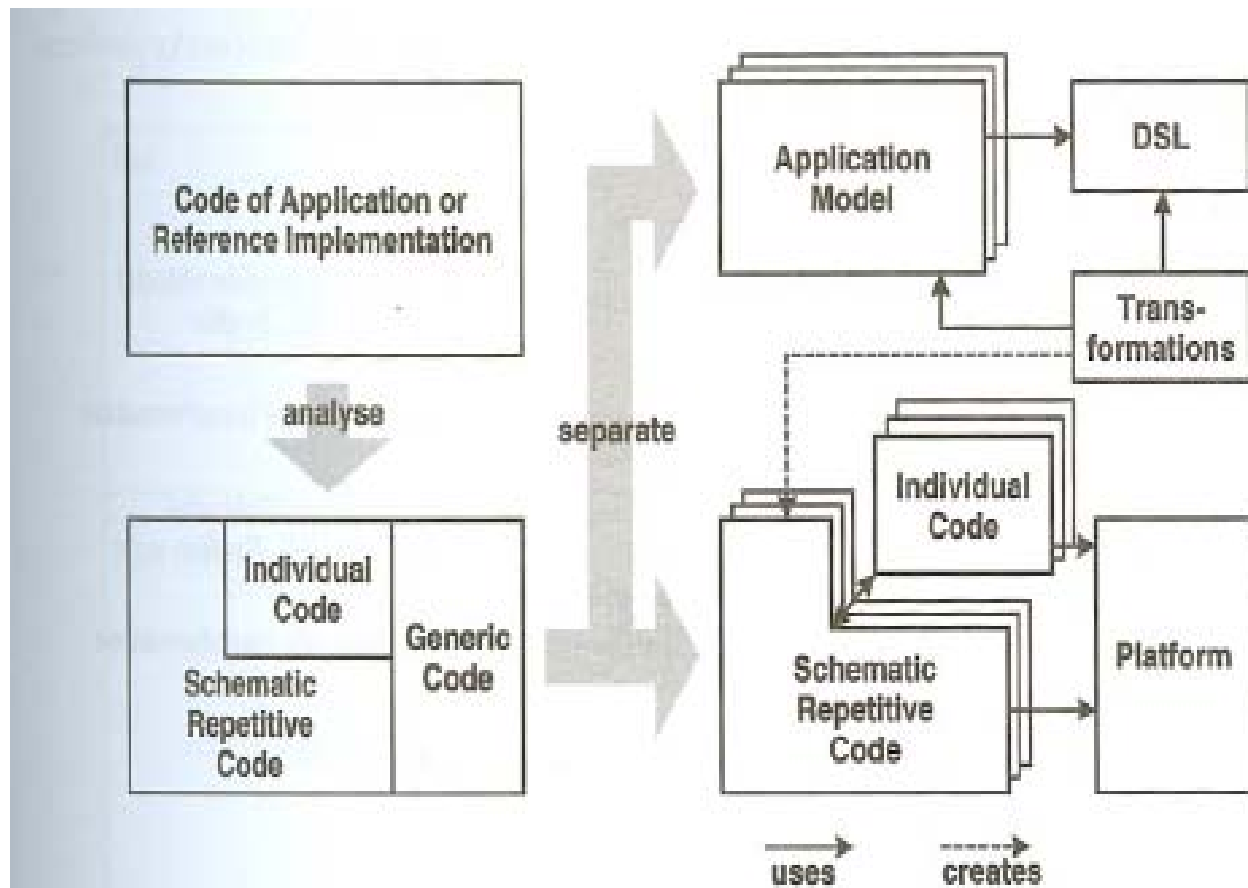 Code of Application or
Reference Implementation
analyse
Individual
Code
Generic
Code
Schematic
Repetitive
Code
separate
Application
Model
DSL
Trans-
formations
Individual
Code
Schematic
Repetitive
Code
Platform
uses
creates